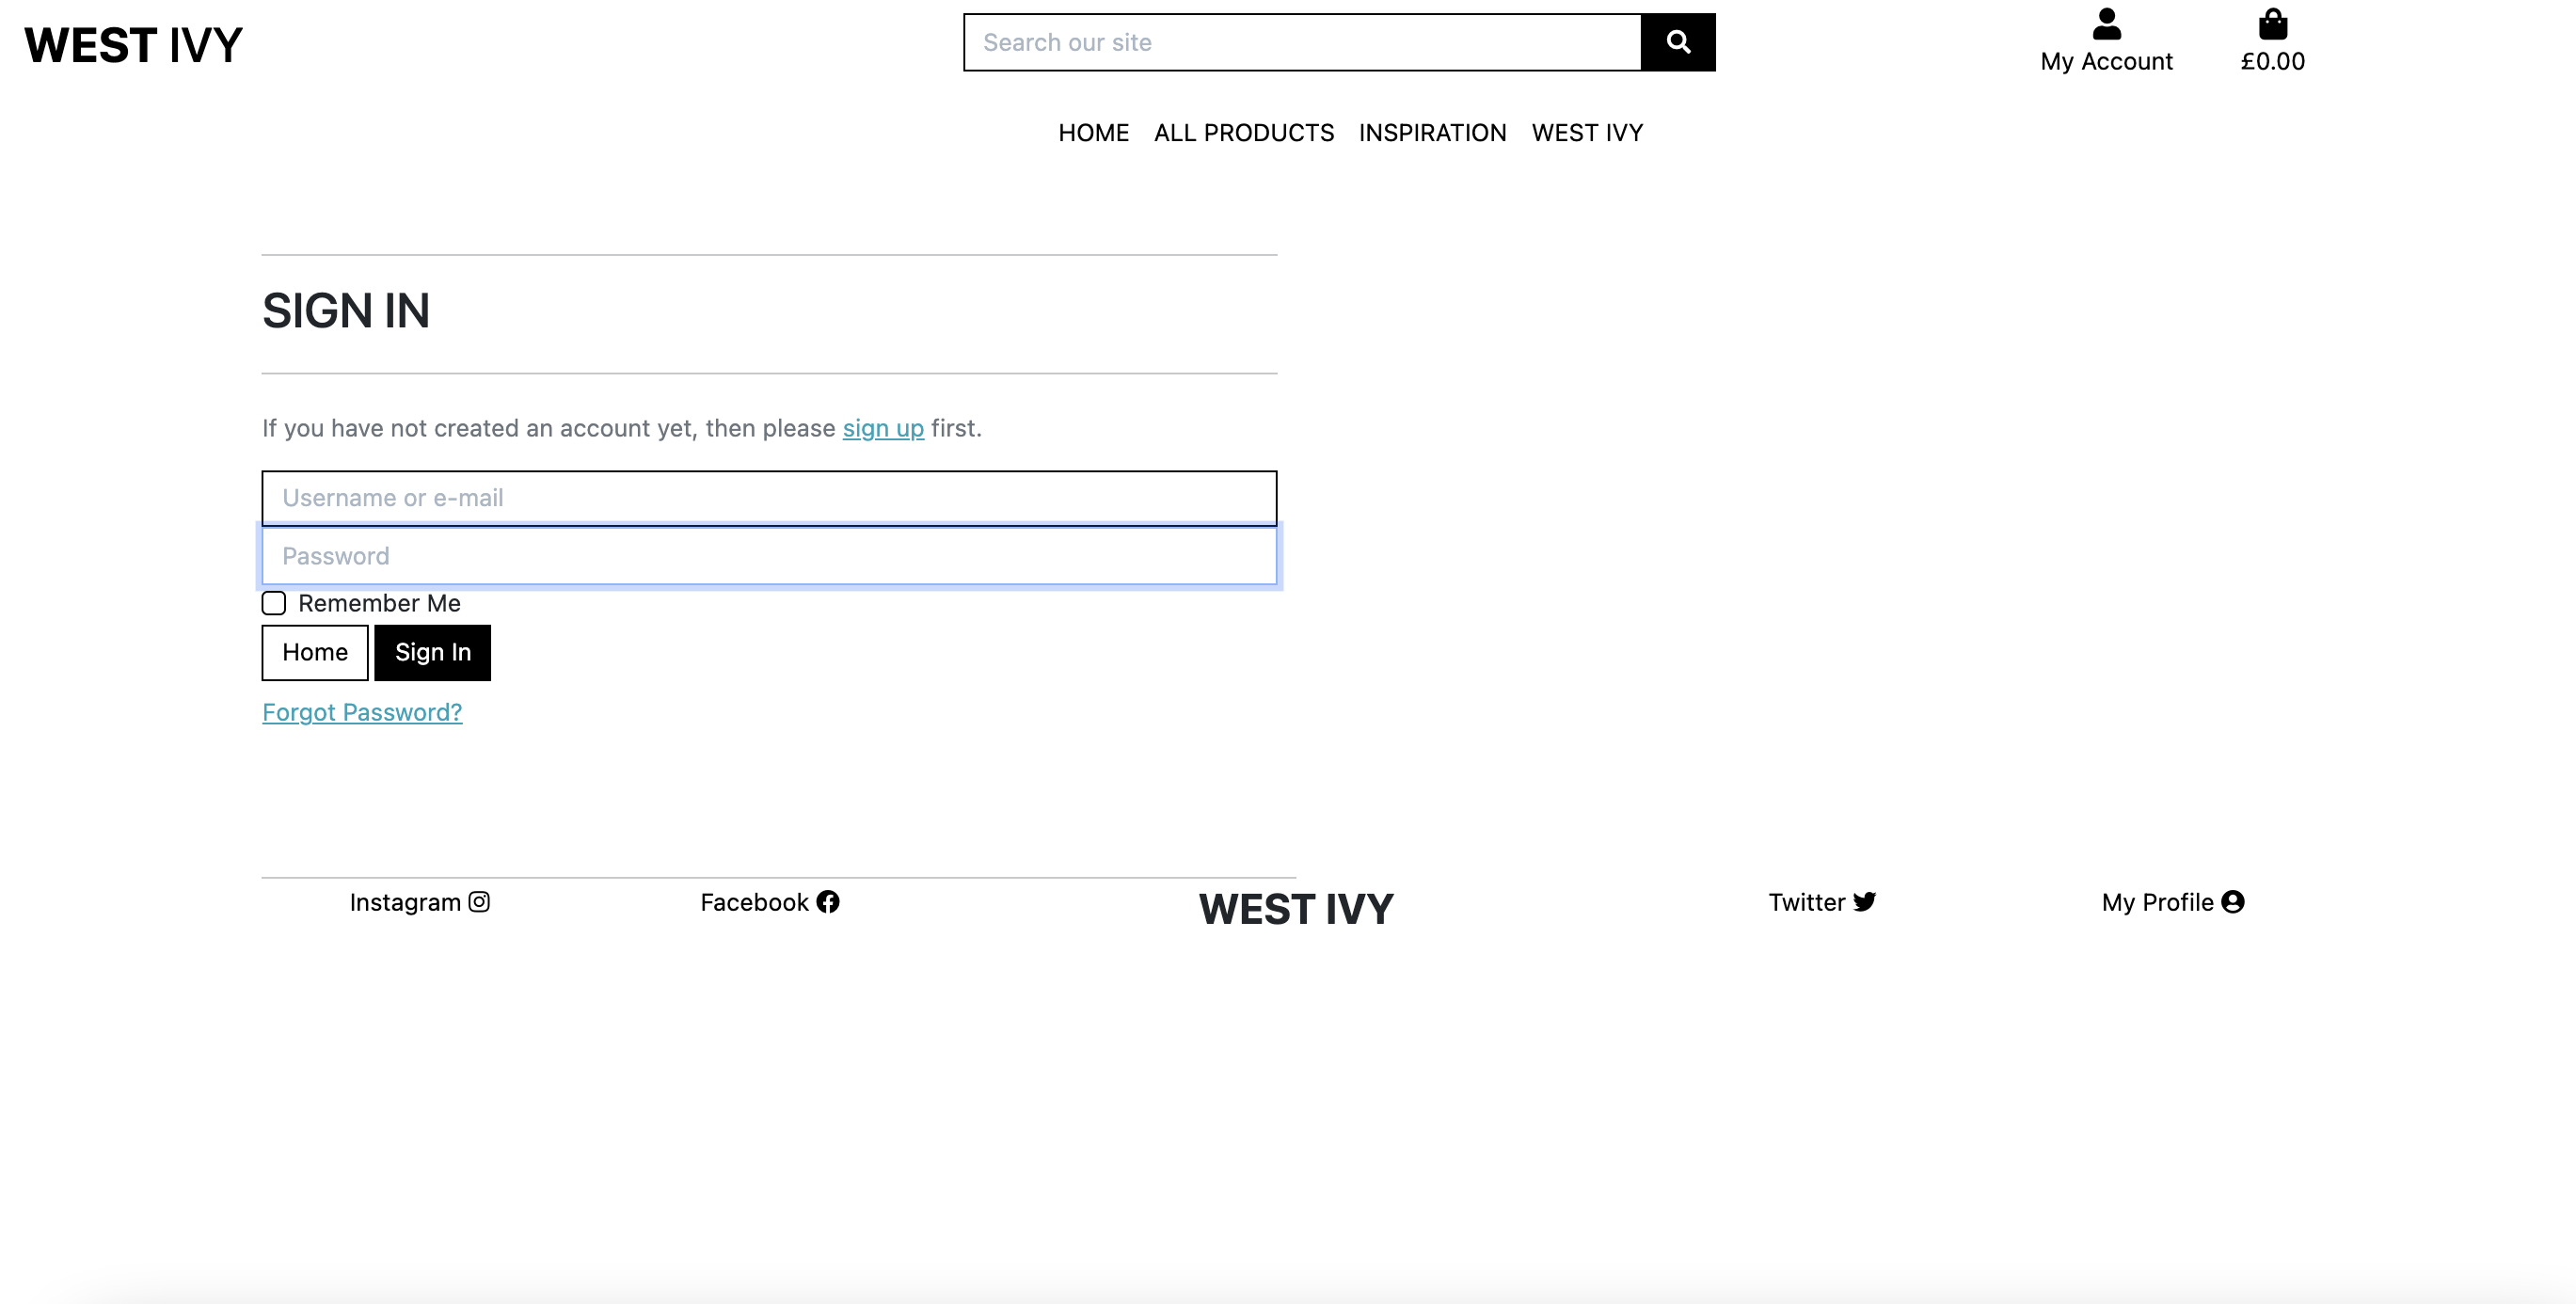 WEST IVY
Search our site
My Account
£0.00
HOME ALL PRODUCTS INSPIRATION WEST IVY
SIGN IN
If you have not created an account yet, then please sign up first.
Username or e-mail
Password
Remember Me
Home Sign In
Forgot Password?
Instagram Facebook WEST IVY Twitter My Profile